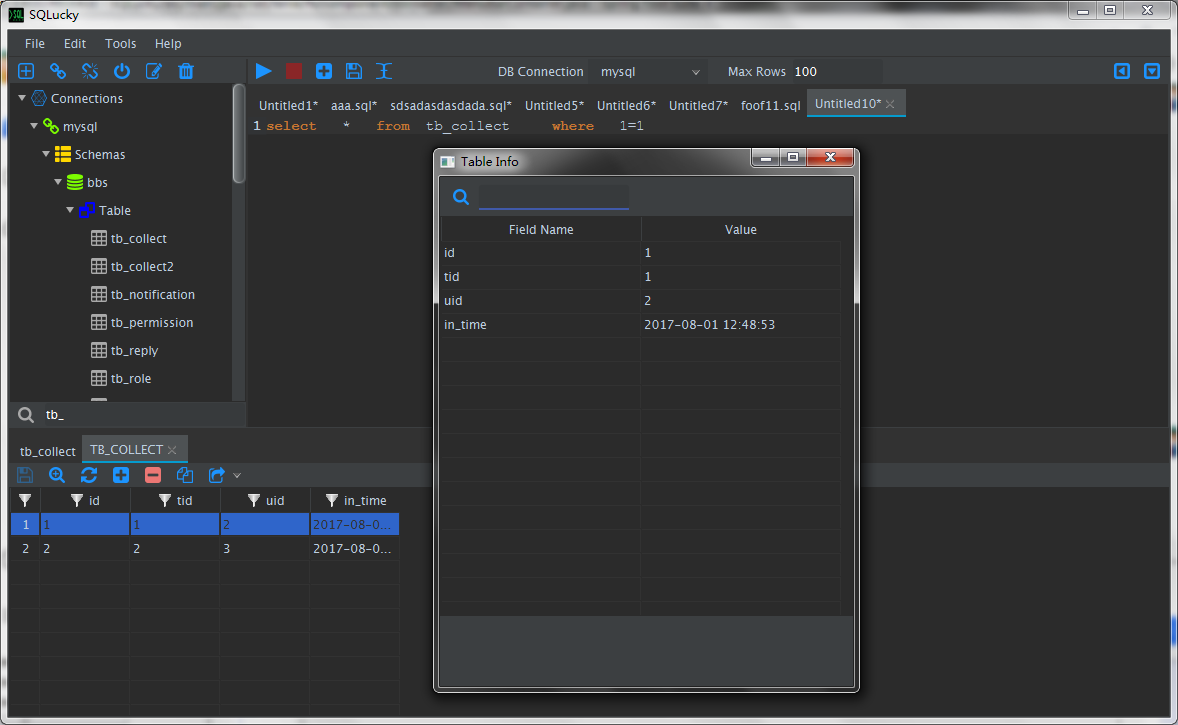 SQLucky
File Edit Tools Help
DB Connection mysql Max Rows 100
Connections
mysql
Schemas
bbs
Table
tb_collect
tb_collect2
tb_notification
tb_permission
tb_reply
tb_role
tb_
Untitled1* aaa.sql* sdsadasdasdada.sql* Untitled5* Untitled6* Untitled7* foof11.sql Untitled10*
1 select * from tb_collect where 1=1
Table Info
Field Name Value
id 1
tid 1
uid 2
in_time 2017-08-01 12:48:53
tb_collect TB_COLLECT
id tid uid in_time
1 1 1 2 2017-08-0...
2 2 2 3 2017-08-0...